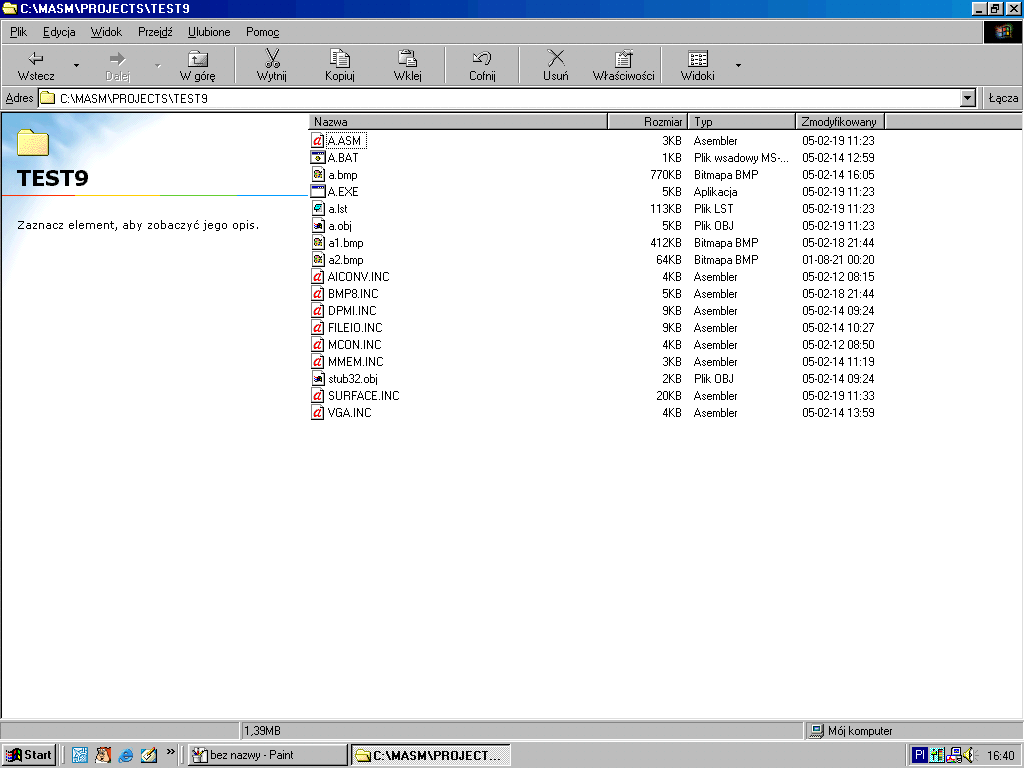 C:\MASM\PROJECTS\TEST9
Plik Edycja Widok Przejdź Ulubione Pomoc
Wstecz Dalej W górę Wytnij Kopiuj Wklej Cofnij Usuń Właściwości Widoki
Adres C:\MASM\PROJECTS\TEST9 Łącza
TEST9
Zaznacz element, aby zobaczyć jego opis.
Nazwa Rozmiar Typ Zmodyfikowany
A.ASM 3KB Asembler 05-02-19 11:23
A.BAT 1KB Plik wsadowy MS-... 05-02-14 12:59
a.bmp 770KB Bitmapa BMP 05-02-14 16:05
A.EXE 5KB Aplikacja 05-02-19 11:23
a.lst 113KB Plik LST 05-02-19 11:23
a.obj 5KB Plik OBJ 05-02-19 11:23
a1.bmp 412KB Bitmapa BMP 05-02-18 21:44
a2.bmp 64KB Bitmapa BMP 01-08-21 00:20
AICONV.INC 4KB Asembler 05-02-12 08:15
BMP8.INC 5KB Asembler 05-02-18 21:44
DPMI.INC 9KB Asembler 05-02-14 09:24
FILEIO.INC 9KB Asembler 05-02-14 10:27
MCON.INC 4KB Asembler 05-02-12 08:50
MMEM.INC 3KB Asembler 05-02-14 11:19
stub32.obj 2KB Plik OBJ 05-02-14 09:24
SURFACE.INC 20KB Asembler 05-02-19 11:33
VGA.INC 4KB Asembler 05-02-14 13:59
1,39MB Mój komputer
Start » bez nazwy - Paint C:\MASM\PROJECT... Pl 16:40